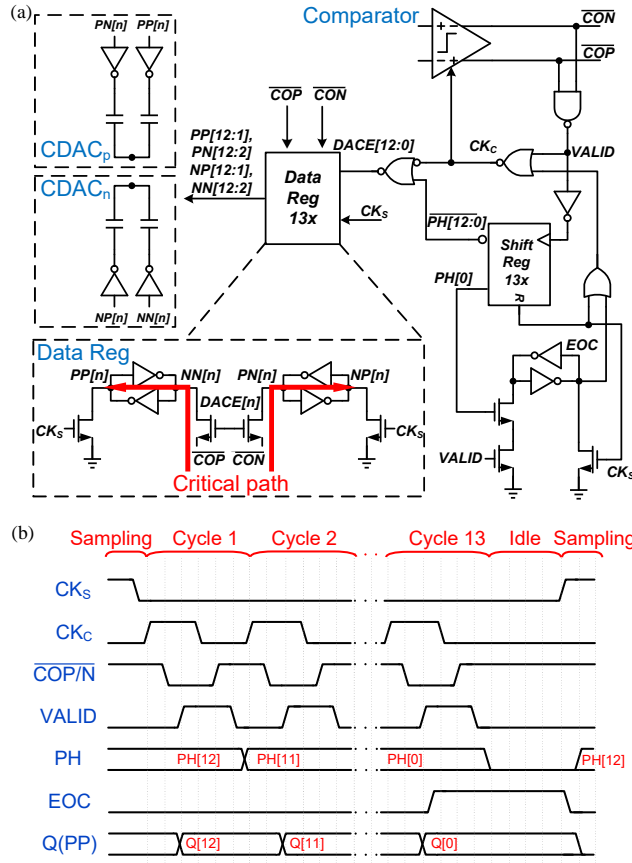 (a)
PN[n] PP[n]
CDACp
CDACn
NP[n] NN[n]
PP[12:1],
PN[12:2]
NP[12:1],
NN[12:2]
COP CON
Data
Reg
13x
CKS
DACE[12:0]
Comparator
CON
COP
CKC
VALID
PH[12:0]
PH[0]
Shift
Reg
13x
R
EOC
VALID
CKS
Data Reg
PP[n] NN[n] PN[n] NP[n]
DACE[n]
CKS COP CON CKS
Critical path
(b)
Sampling Cycle 1 Cycle 2 Cycle 13 Idle Sampling
CKS
CKC
COP/N
VALID
PH PH[12] PH[11] PH[0] PH[12]
EOC
Q(PP) Q[12] Q[11] Q[0]